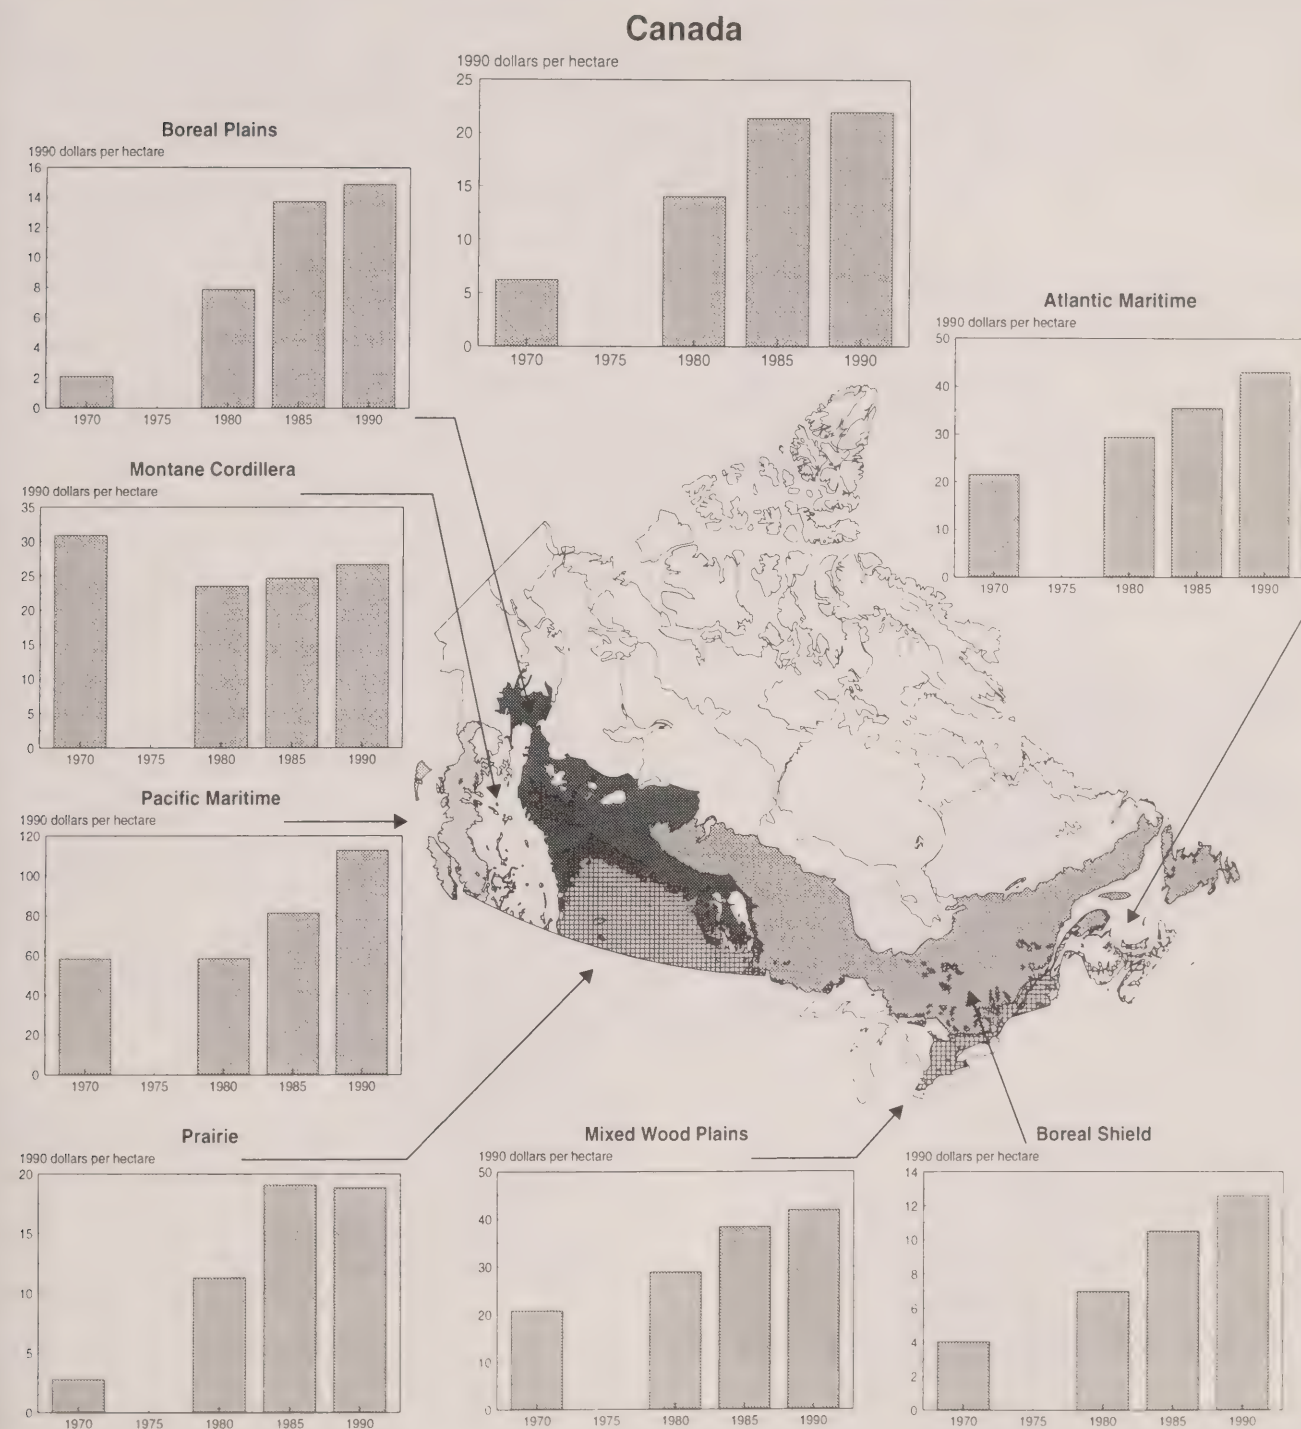 Canada
1990 dollars per hectare
25
20
15
10
5
0
1970 1975 1980 1985 1990
Boreal Plains
1990 dollars per hectare
16
14
12
10
8
6
4
2
0
1970 1975 1980 1985 1990
Atlantic Maritime
1990 dollars per hectare
50
40
30
20
10
0
1970 1975 1980 1985 1990
Montane Cordillera
1990 dollars per hectare
35
30
25
20
15
10
5
0
1970 1975 1980 1985 1990
Pacific Maritime
1990 dollars per hectare
120
100
80
60
40
20
0
1970 1975 1980 1985 1990
Prairie
1990 dollars per hectare
20
15
10
5
0
1970 1975 1980 1985 1990
Mixed Wood Plains
1990 dollars per hectare
50
40
30
20
10
0
1970 1975 1980 1985 1990
Boreal Shield
1990 dollars per hectare
14
12
10
8
6
4
2
0
1970 1975 1980 1985 1990